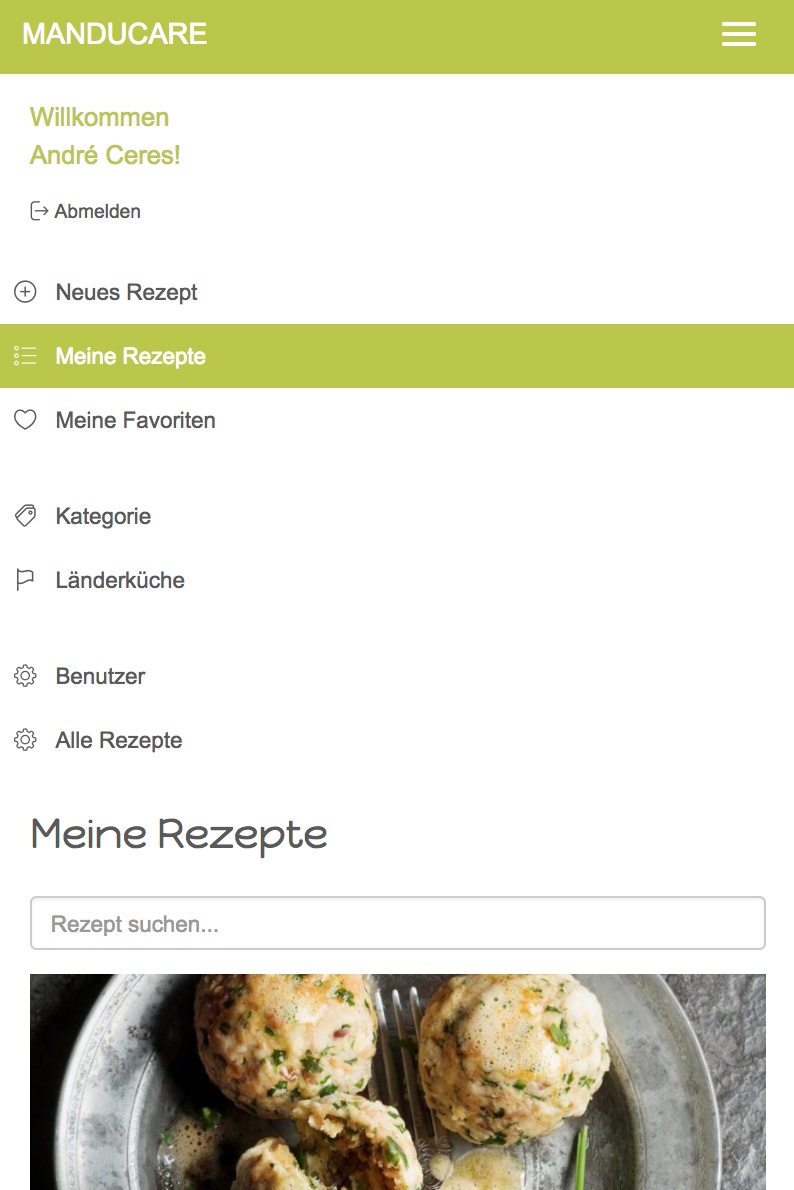 MANDUCARE
Willkommen
André Ceres!
Abmelden
Neues Rezept
Meine Rezepte
Meine Favoriten
Kategorie
Länderküche
Benutzer
Alle Rezepte
Meine Rezepte
Rezept suchen...